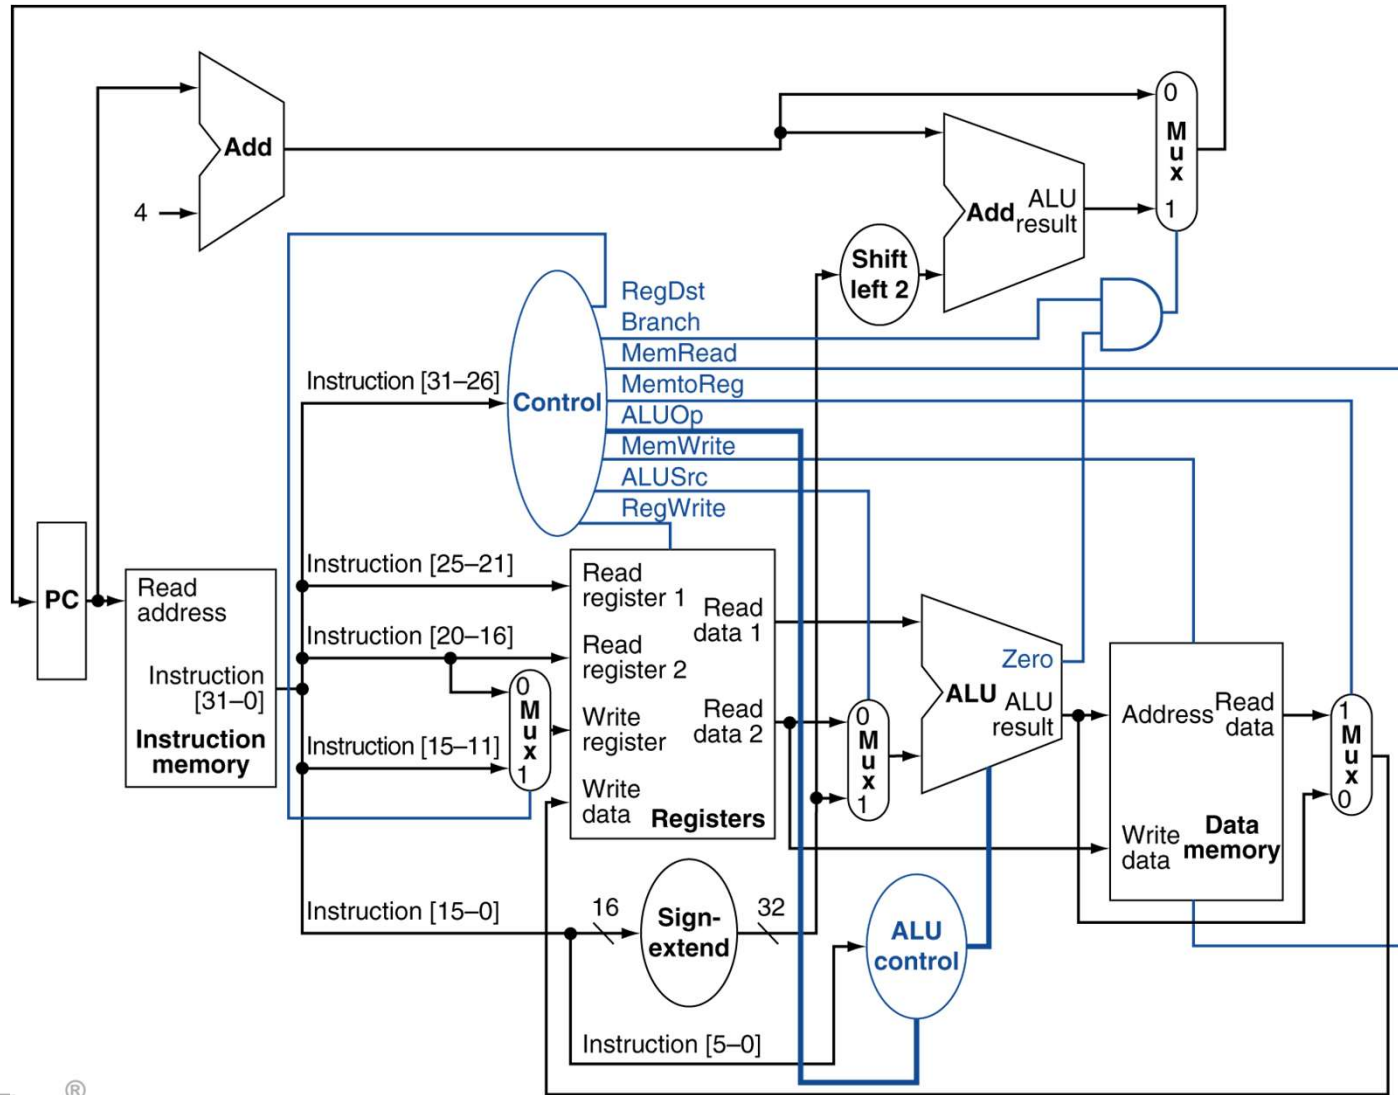 0
M
u
x
1
Add
4
Add
ALU
result
Shift
left 2
RegDst
Branch
MemRead
MemtoReg
ALUOp
MemWrite
ALUSrc
RegWrite
Control
Instruction [31–26]
Instruction [25–21]
Instruction [20–16]
Instruction [15–11]
Instruction [15–0]
Instruction [5–0]
PC
Read
address
Instruction
[31–0]
Instruction
memory
0
M
u
x
1
Read
register 1
Read
register 2
Write
register
Write
data
Read
data 1
Read
data 2
Registers
0
M
u
x
1
Zero
ALU
ALU
result
Address
Read
data
Write
data
Data
memory
1
M
u
x
0
16
Sign-
extend
32
ALU
control
®